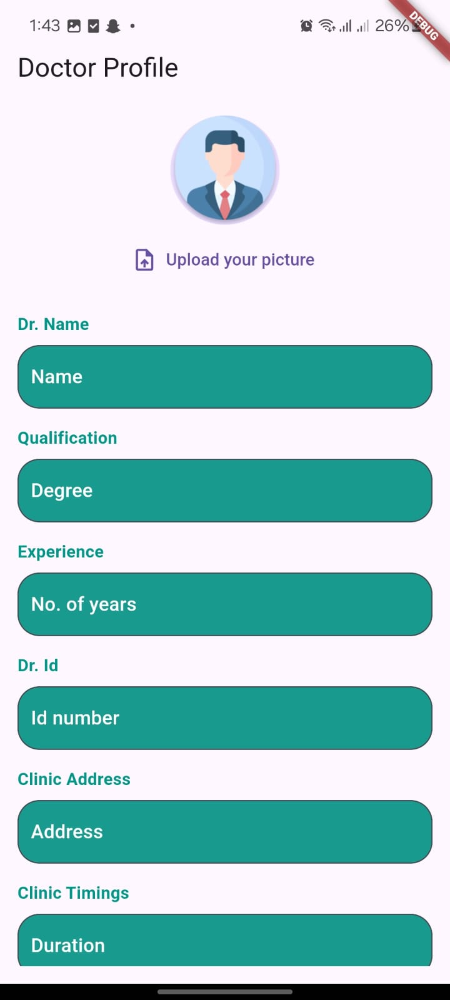 1:43
26%
DEBUG
Doctor Profile
Upload your picture
Dr. Name
Name
Qualification
Degree
Experience
No. of years
Dr. Id
Id number
Clinic Address
Address
Clinic Timings
Duration